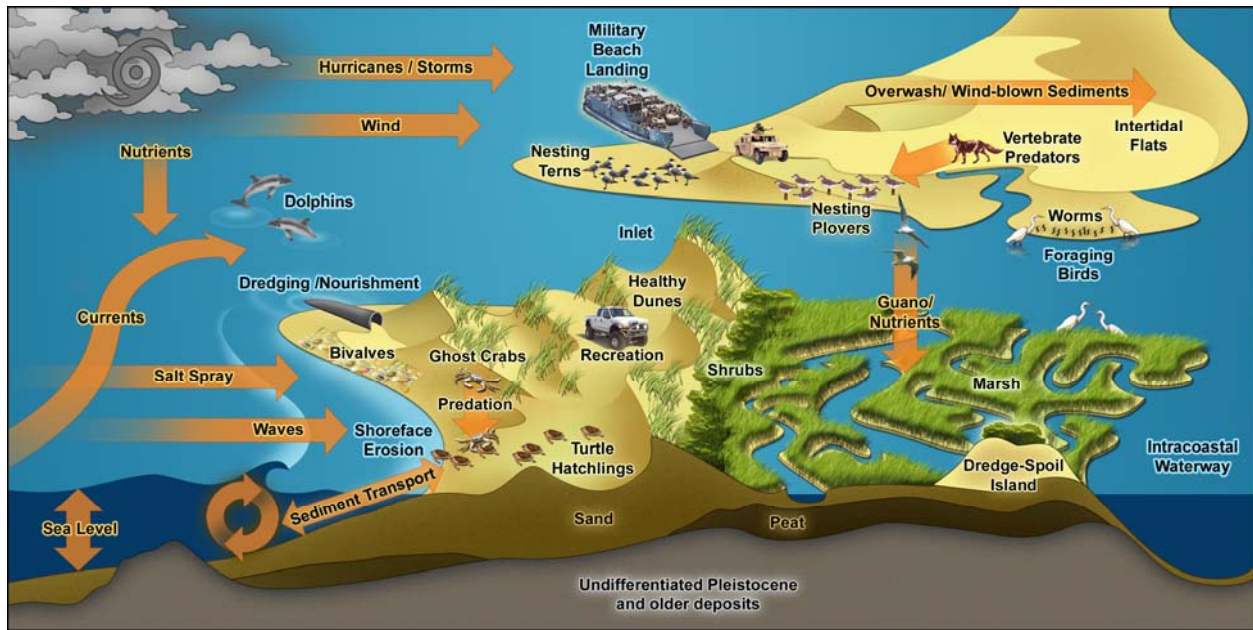 Military
Beach
Landing
Hurricanes / Storms
Overwash/ Wind-blown Sediments
Wind
Intertidal
Flats
Nutrients
Nesting
Terns
Vertebrate
Predators
Dolphins
Nesting
Plovers
Worms
Inlet
Foraging
Birds
Dredging /Nourishment
Healthy
Dunes
Guano/
Nutrients
Currents
Bivalves
Ghost Crabs
Recreation
Shrubs
Salt Spray
Marsh
Predation
Waves
Shoreface
Erosion
Turtle
Hatchlings
Intracoastal
Waterway
Dredge-Spoil
Island
Sediment Transport
Sea Level
Sand
Peat
Undifferentiated Pleistocene
and older deposits